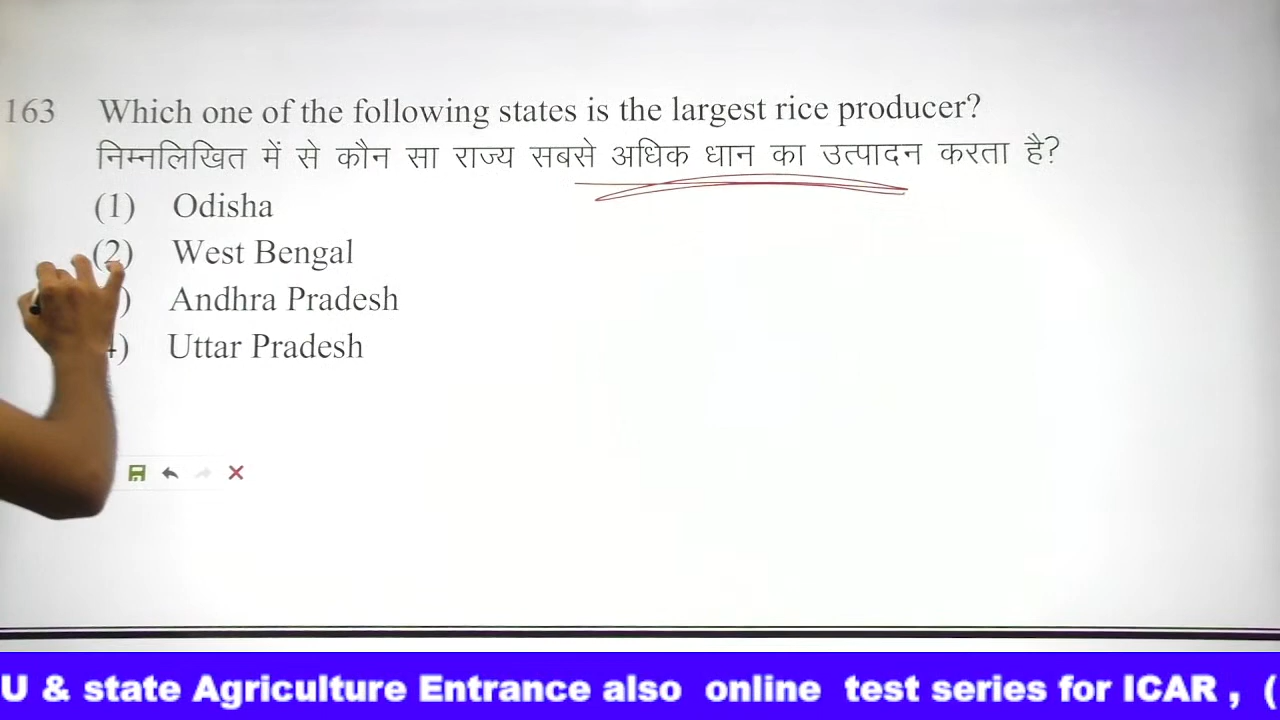 163 Which one of the following states is the largest rice producer?
निम्नलिखित में से कौन सा राज्य सबसे अधिक धान का उत्पादन करता है?
(1) Odisha
(2) West Bengal
) Andhra Pradesh
4) Uttar Pradesh
U & state Agriculture Entrance also online test series for ICAR , (